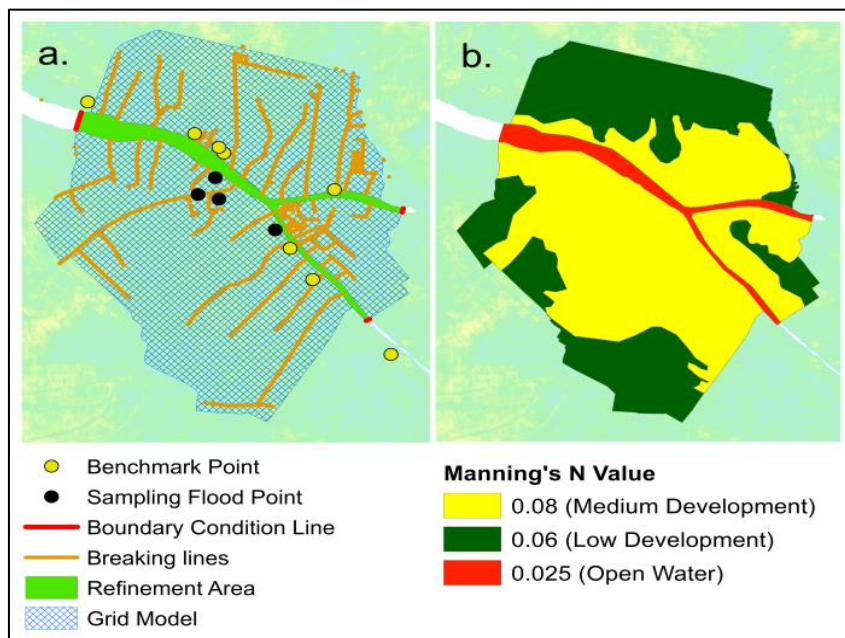 a.
b.
Benchmark Point
Sampling Flood Point
Boundary Condition Line
Breaking lines
Refinement Area
Grid Model
Manning's N Value
0.08 (Medium Development)
0.06 (Low Development)
0.025 (Open Water)